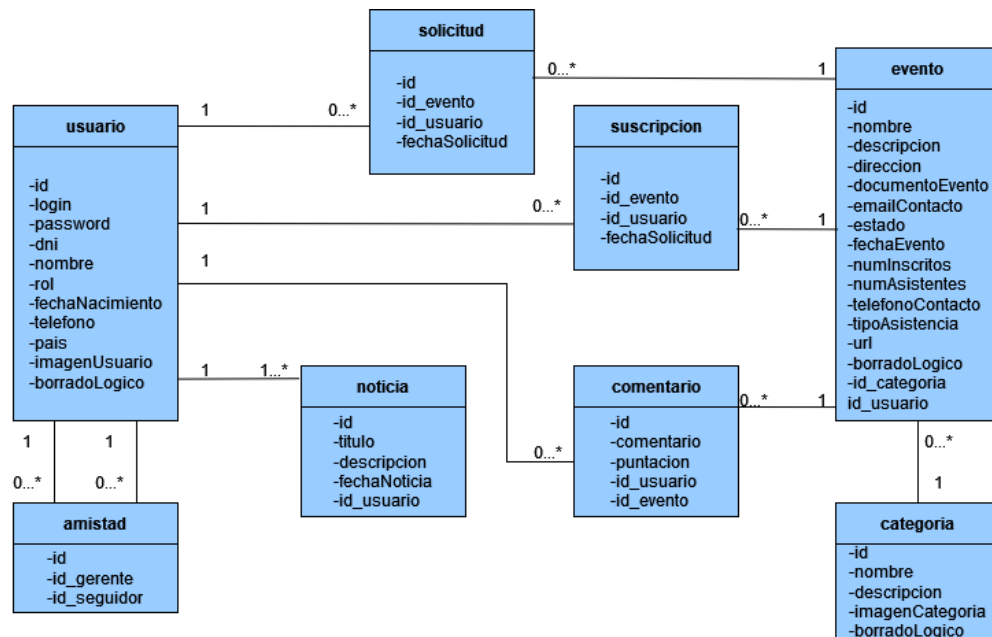 solicitud
-id
-id_evento
-id_usuario
-fechaSolicitud
0...*
1
1
0...*
usuario
-id
-login
-password
-dni
-nombre
-rol
-fechaNacimiento
-telefono
-pais
-imagenUsuario
-borradoLogico
suscripcion
-id
-id_evento
-id_usuario
-fechaSolicitud
1
0...*
0...*
1
evento
-id
-nombre
-descripcion
-direccion
-documentoEvento
-emailContacto
-estado
-fechaEvento
-numInscritos
-numAsistentes
-telefonoContacto
-tipoAsistencia
-url
-borradoLogico
-id_categoria
id_usuario
1
0...*
1
1...*
noticia
-id
-titulo
-descripcion
-fechaNoticia
-id_usuario
comentario
-id
-comentario
-puntacion
-id_usuario
-id_evento
0...*
1
1
1
0...*
0...*
amistad
-id
-id_gerente
-id_seguidor
0...*
1
categoria
-id
-nombre
-descripcion
-imagenCategoria
-borradoLogico